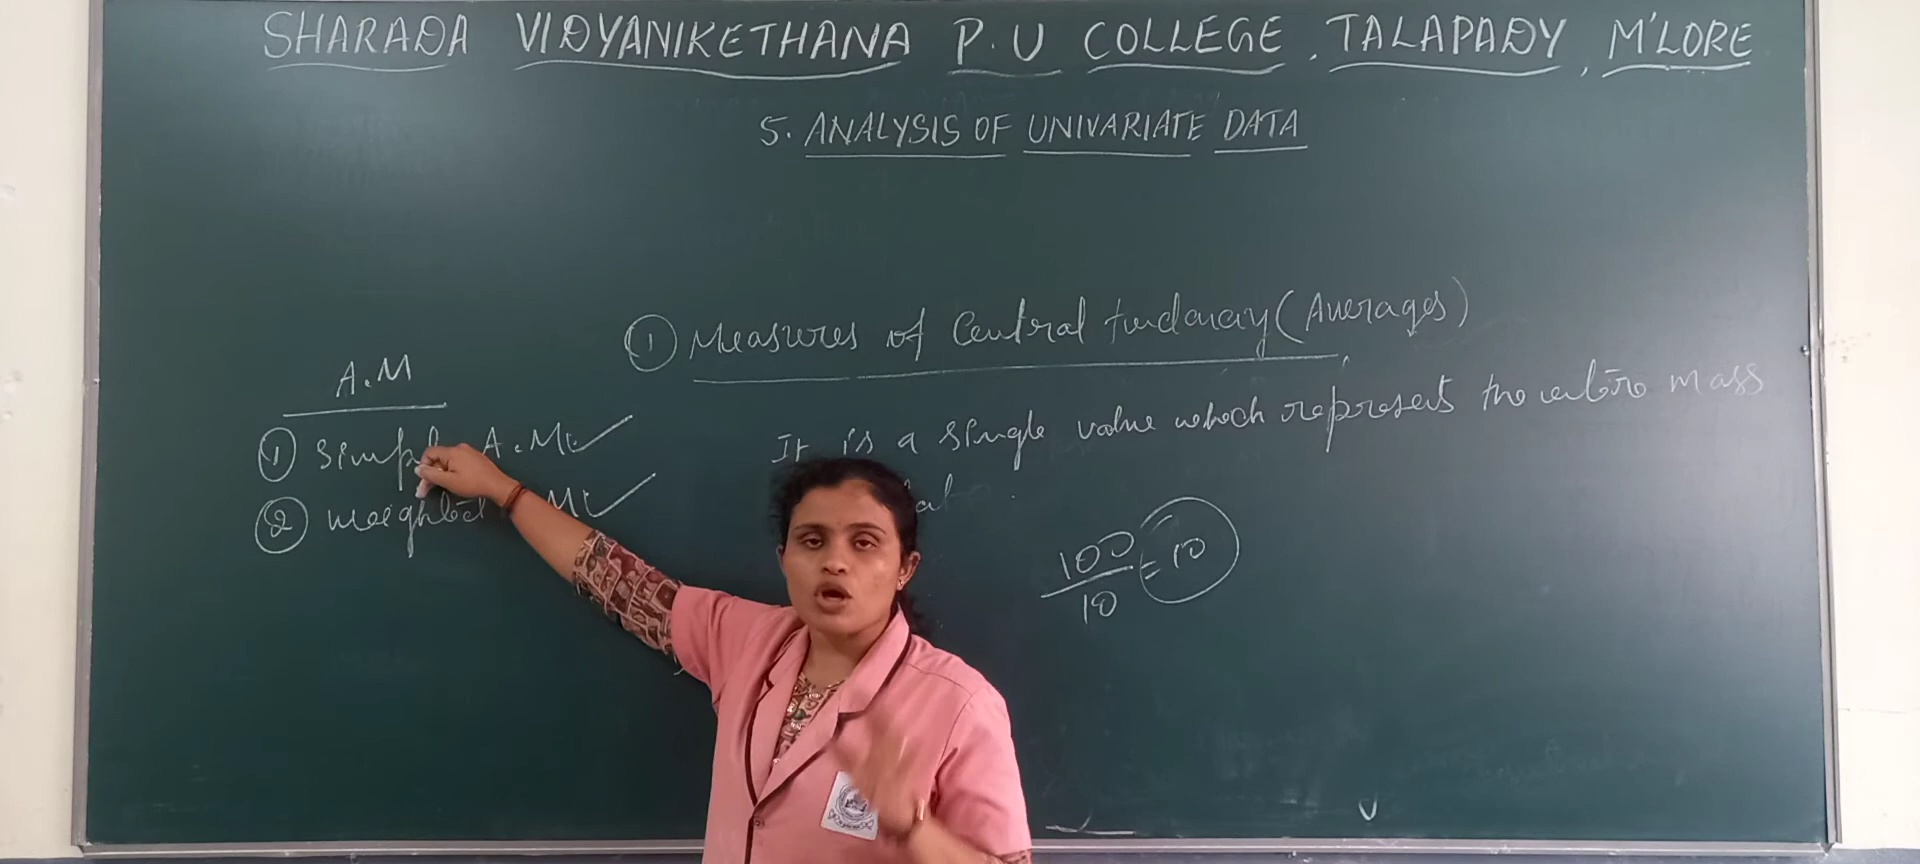 SHARADA VIDYANIKETHANA P.U COLLEGE, TALAPADY, M'LORE
5. ANALYSIS OF UNIVARIATE DATA
① Measures of Central tendancy (Averages)
It is a single value which represents the entire mass
A.M
① Simple A.M
② Weighted
100
10
= 10